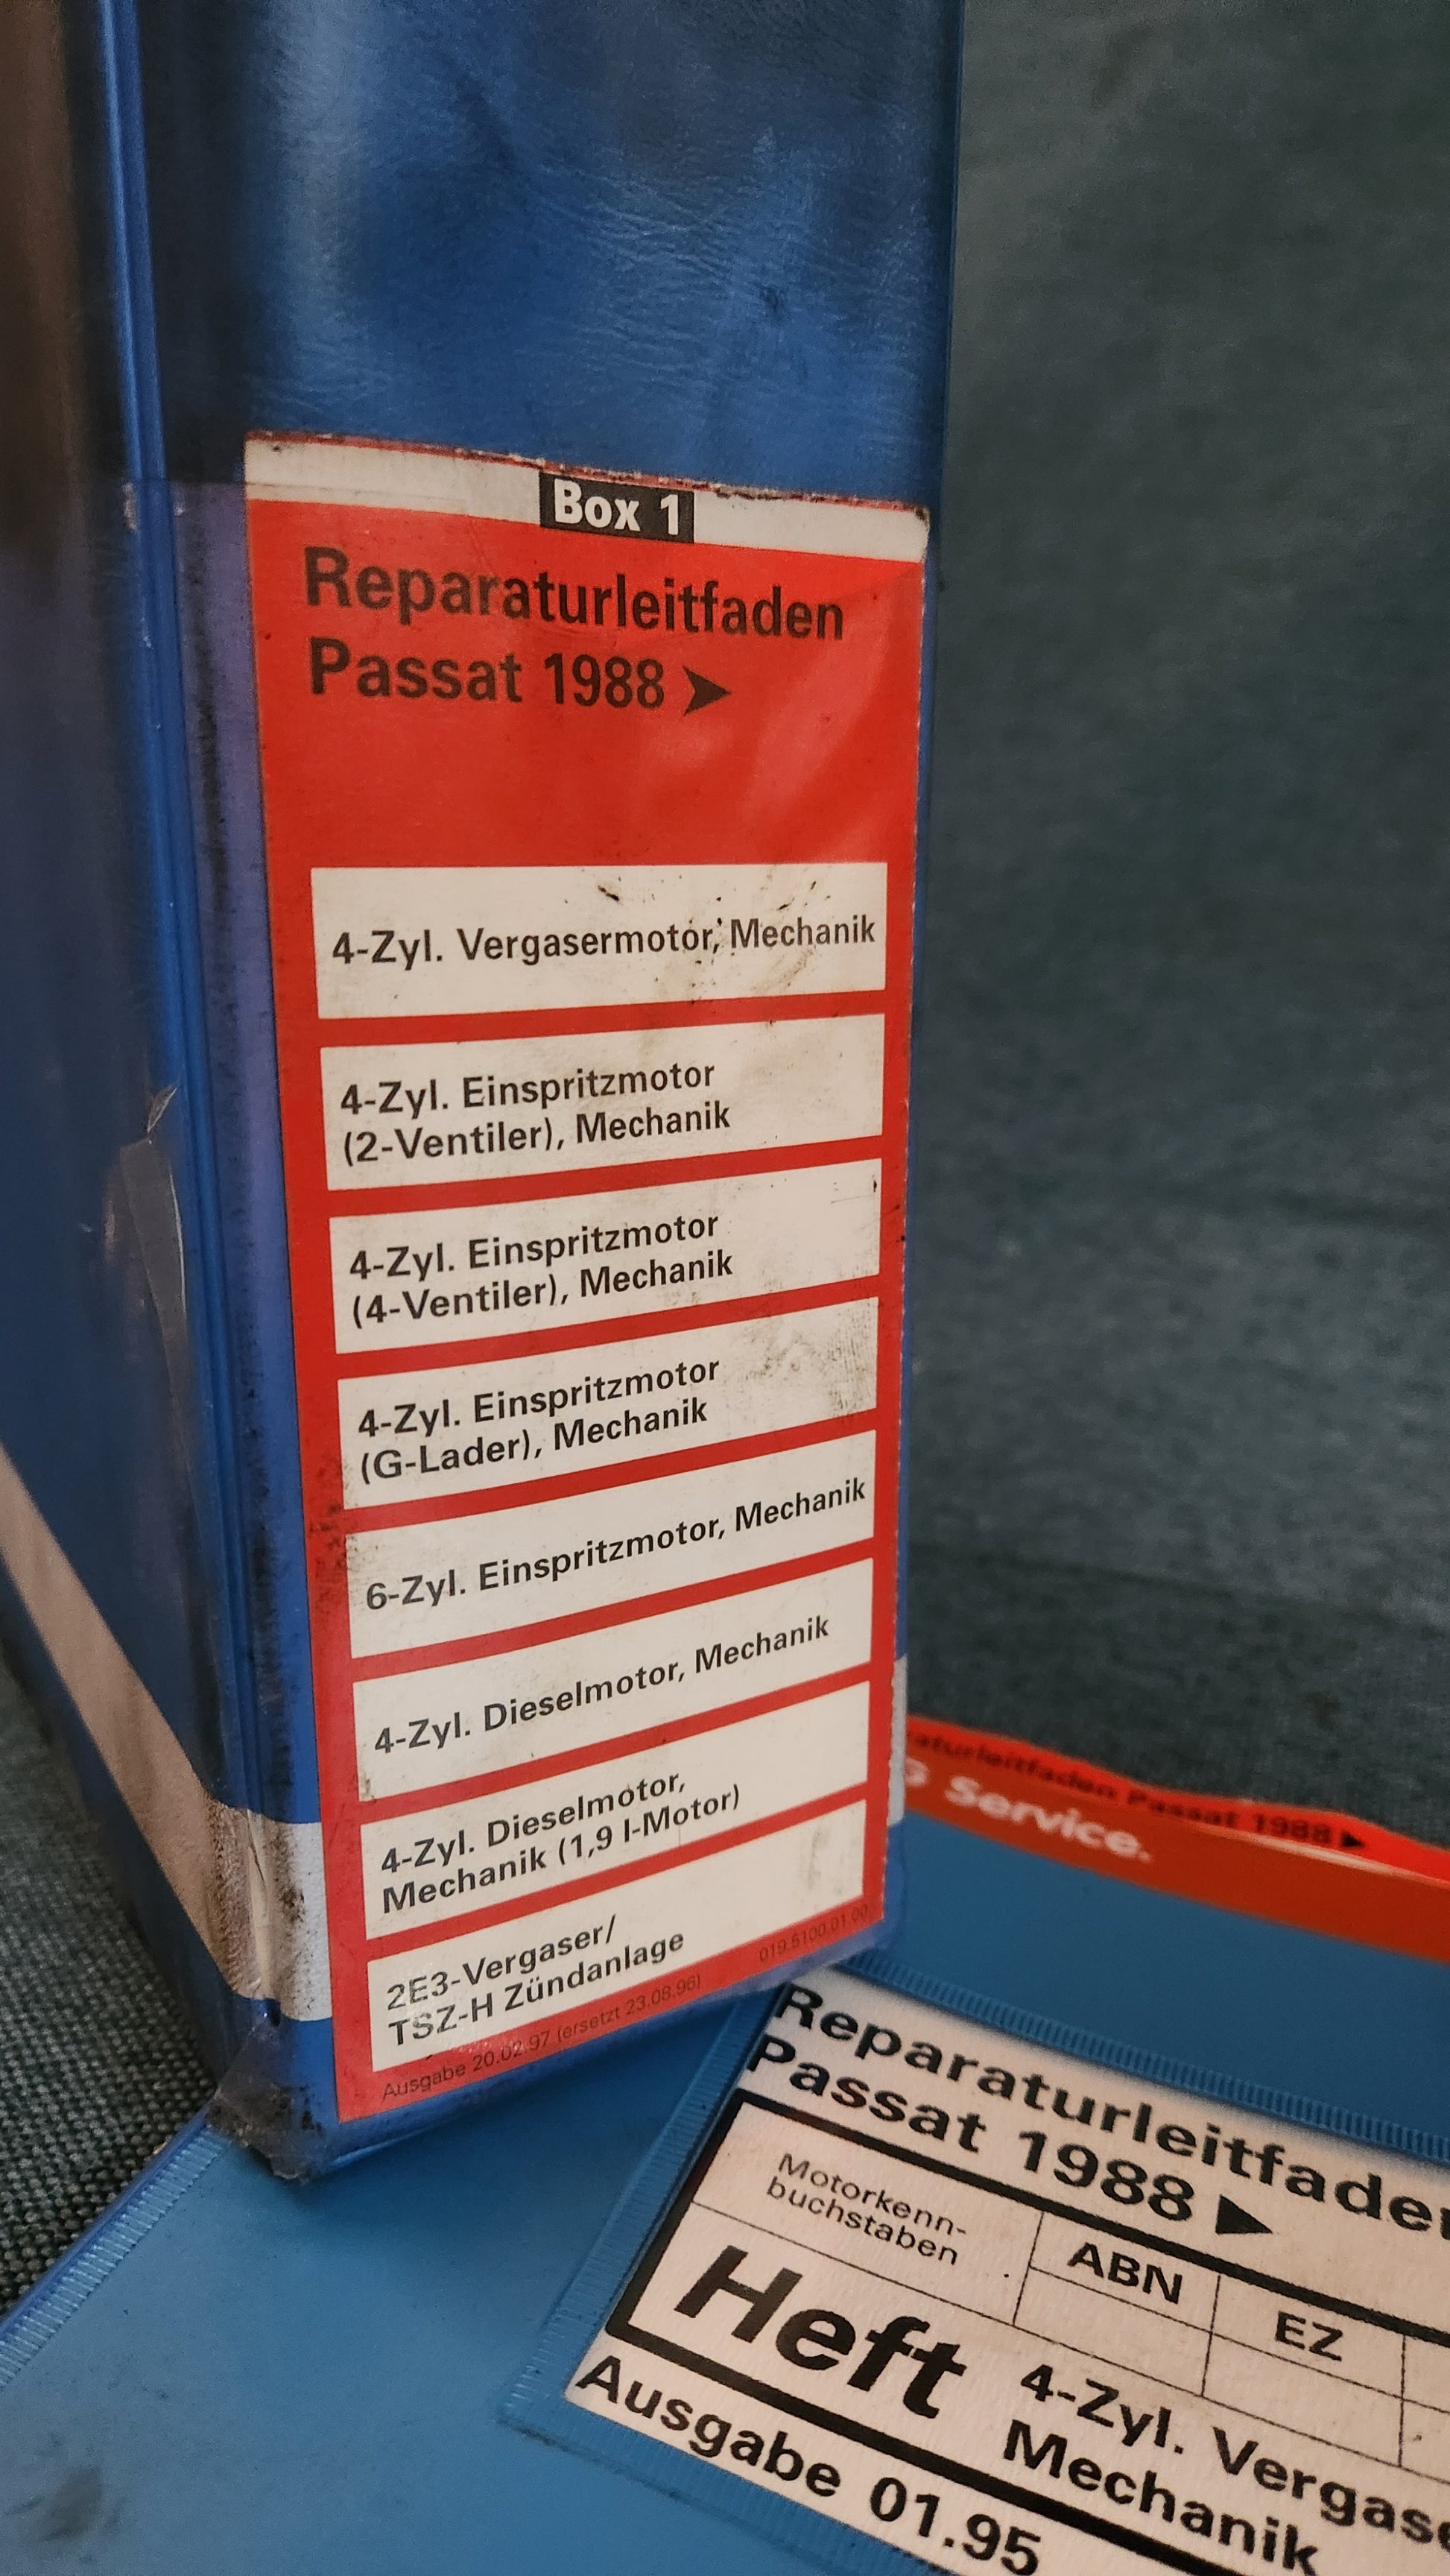 Box 1
Reparaturleitfaden
Passat 1988 ➤
4-Zyl. Vergasermotor, Mechanik
4-Zyl. Einspritzmotor
(2-Ventiler), Mechanik
4-Zyl. Einspritzmotor
(4-Ventiler), Mechanik
4-Zyl. Einspritzmotor
(G-Lader), Mechanik
6-Zyl. Einspritzmotor, Mechanik
4-Zyl. Dieselmotor, Mechanik
4-Zyl. Dieselmotor,
Mechanik (1,9 l-Motor)
2E3-Vergaser/
TSZ-H Zündanlage
Ausgabe 20.02.97 (ersetzt 23.08.96) 019.5100.01.00
Passat 1988 ▶
Service.
Reparaturleitfaden
Passat 1988 ▶
Motorkenn-
buchstaben
ABN
EZ
Heft
4-Zyl. Vergase
Mechanik
Ausgabe 01.95